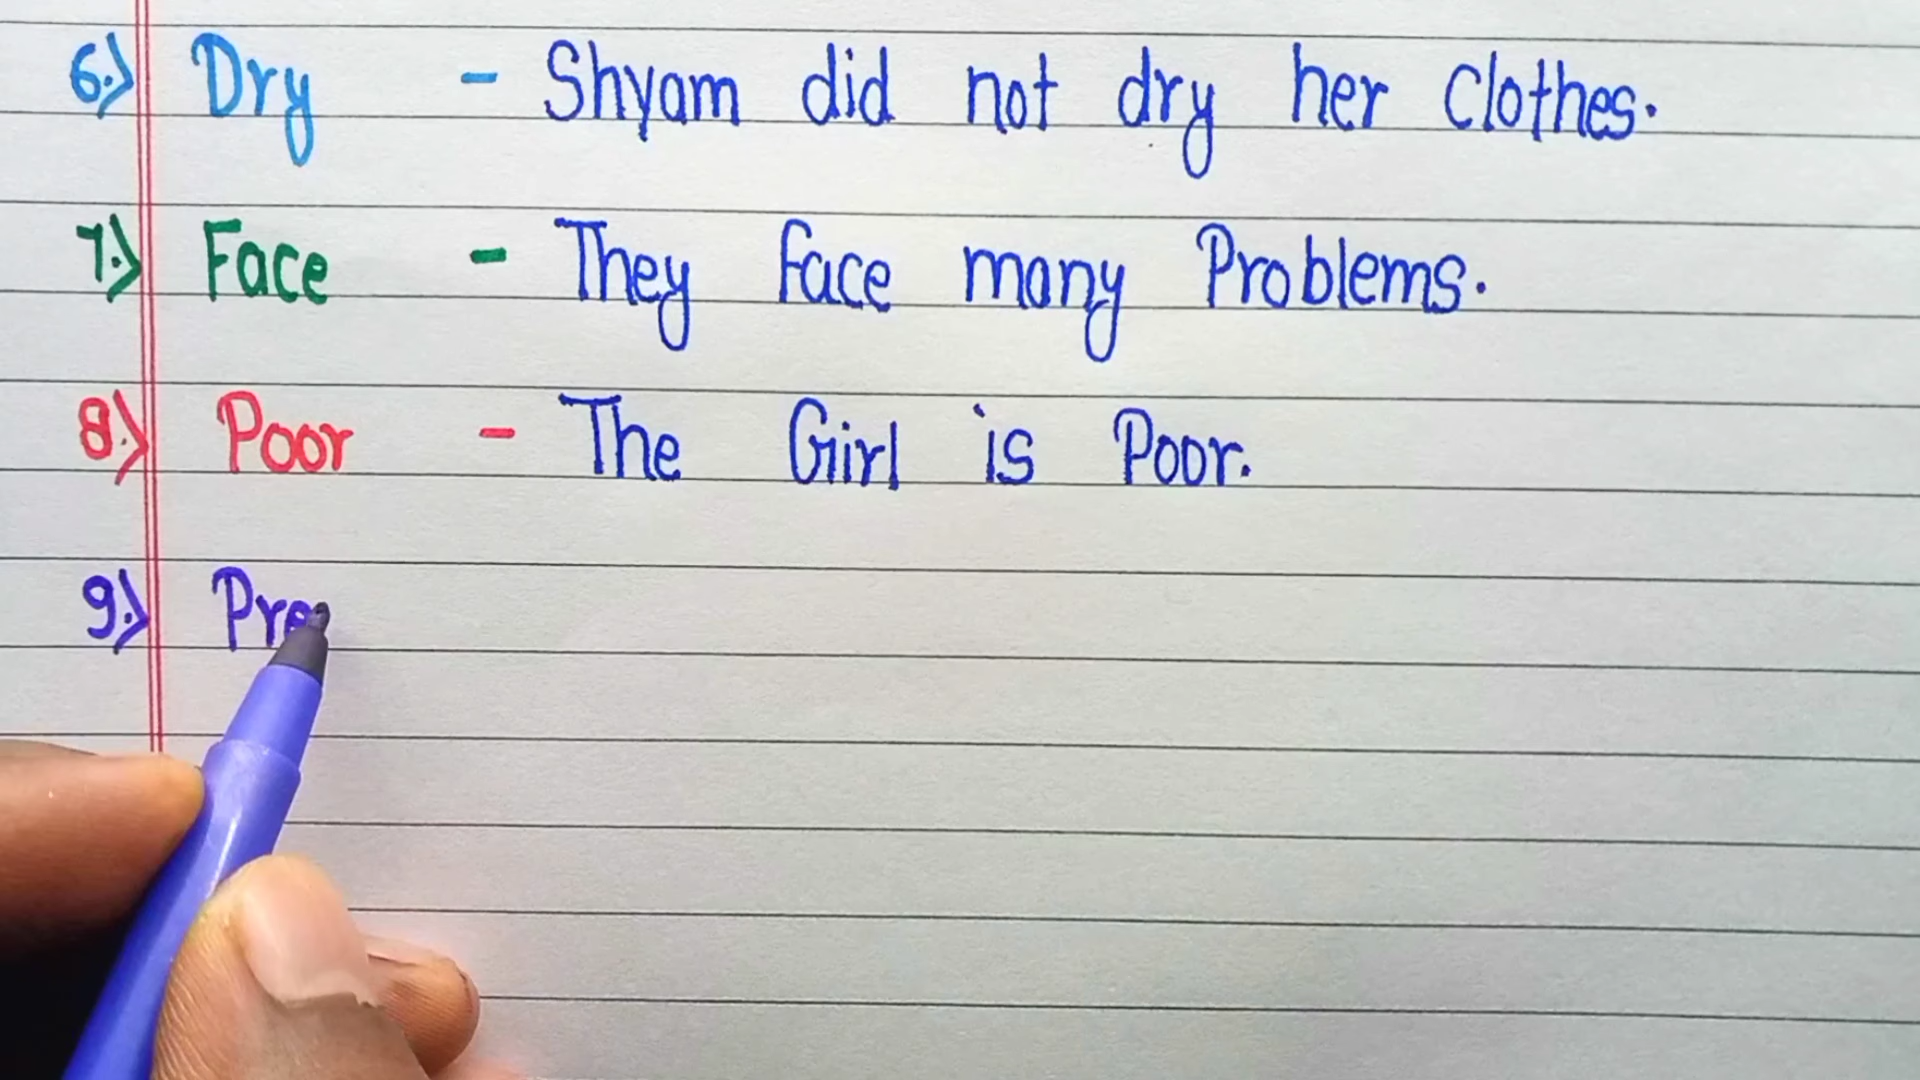 6.) Dry - Shyam did not dry her Clothes.
7.) Face - They face many Problems.
8.) Poor - The Girl is Poor.
9.) Pre